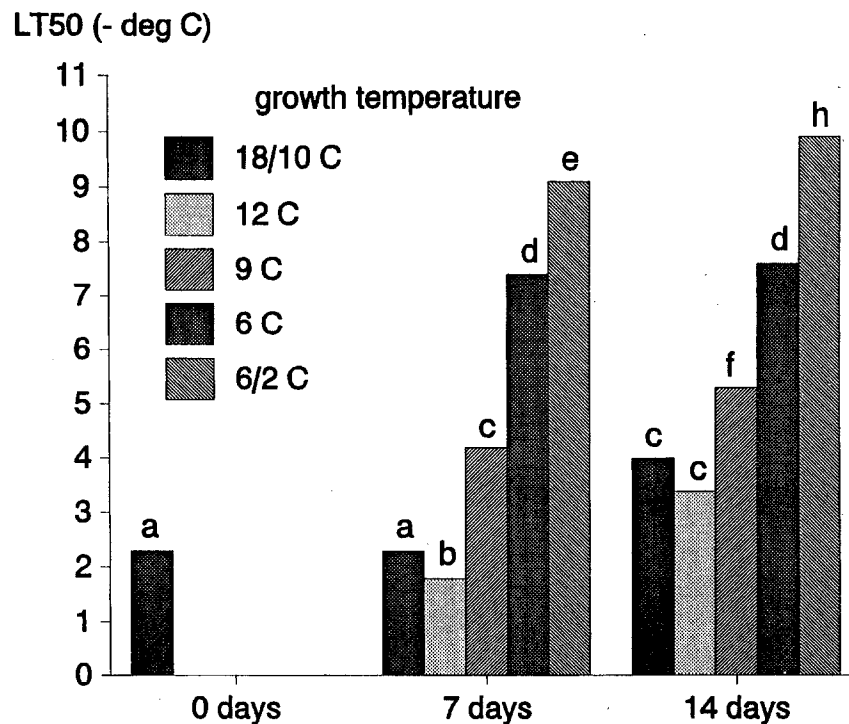 LT50 (- deg C)
11
10
9
8
7
6
5
4
3
2
1
0
growth temperature
18/10 C
12 C
9 C
6 C
6/2 C
a
a
b
c
d
e
c
c
f
d
h
0 days
7 days
14 days